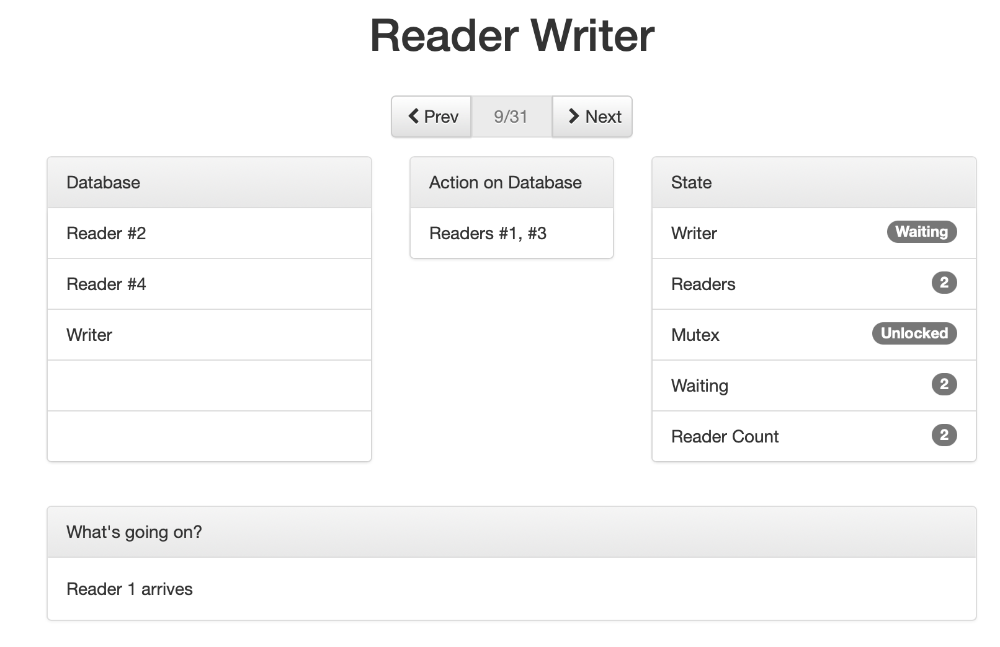 Reader Writer
Prev 9/31 Next
Database
Reader #2
Reader #4
Writer
Action on Database
Readers #1, #3
State
Writer Waiting
Readers 2
Mutex Unlocked
Waiting 2
Reader Count 2
What's going on?
Reader 1 arrives